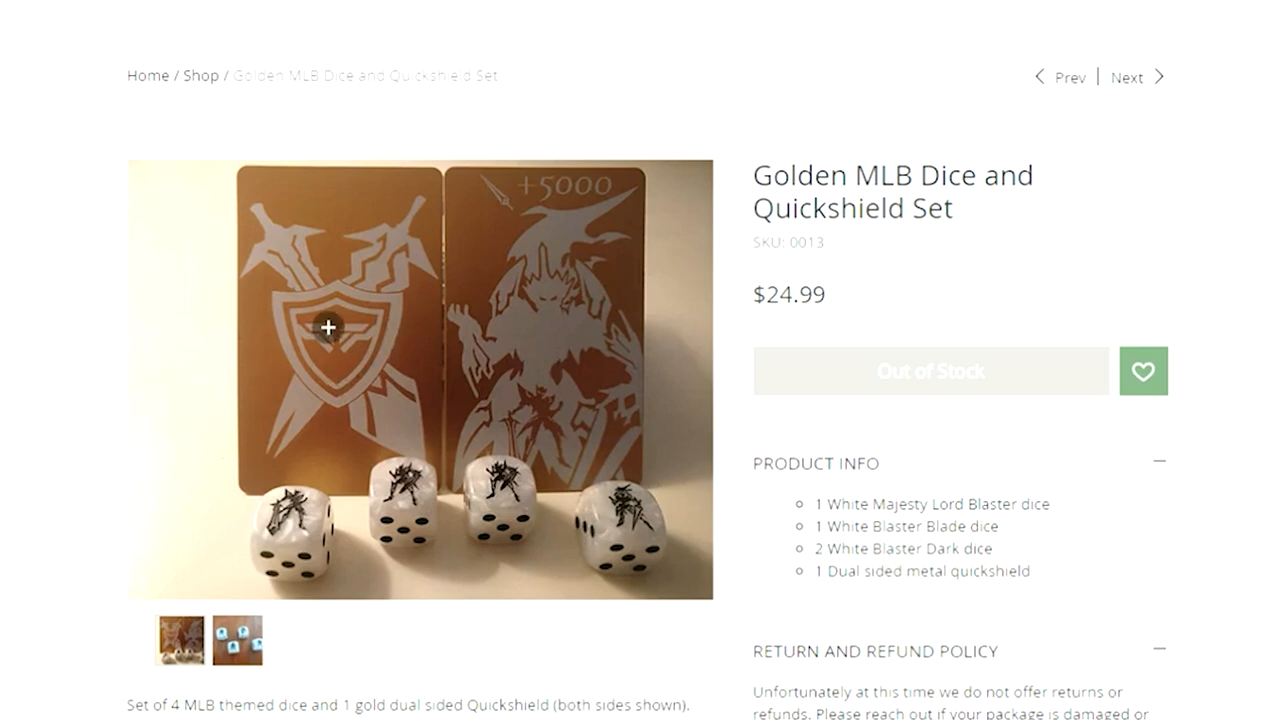 Home / Shop / Golden MLB Dice and Quickshield Set
Prev | Next
+5000
Golden MLB Dice and
Quickshield Set
SKU: 0013
$24.99
Out of Stock
PRODUCT INFO
1 White Majesty Lord Blaster dice
1 White Blaster Blade dice
2 White Blaster Dark dice
1 Dual sided metal quickshield
RETURN AND REFUND POLICY
Unfortunately at this time we do not offer returns or
refunds. Please reach out if your package is damaged or
Set of 4 MLB themed dice and 1 gold dual sided Quickshield (both sides shown).